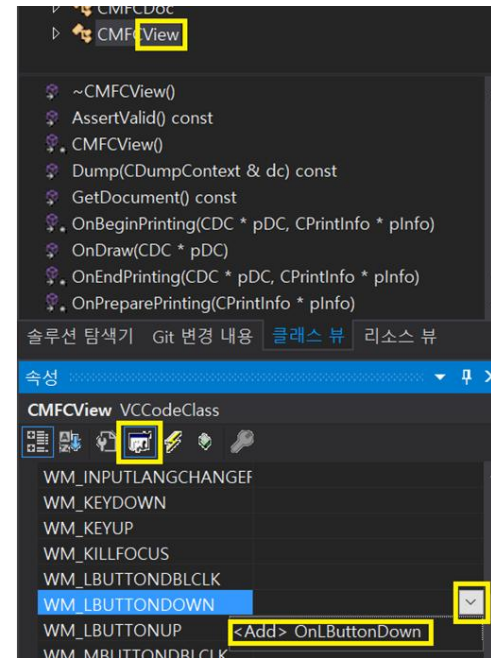 CMFCDoc
CMFCView
~CMFCView()
AssertValid() const
CMFCView()
Dump(CDumpContext & dc) const
GetDocument() const
OnBeginPrinting(CDC * pDC, CPrintInfo * pInfo)
OnDraw(CDC * pDC)
OnEndPrinting(CDC * pDC, CPrintInfo * pInfo)
OnPreparePrinting(CPrintInfo * pInfo)
솔루션 탐색기 Git 변경 내용 클래스 뷰 리소스 뷰
속성
CMFCView VCCodeClass
WM_INPUTLANGCHANGER
WM_KEYDOWN
WM_KEYUP
WM_KILLFOCUS
WM_LBUTTONDBLCLK
WM_LBUTTONDOWN
WM_LBUTTONUP <Add> OnLButtonDown
WM_MBUTTONDBLCLK